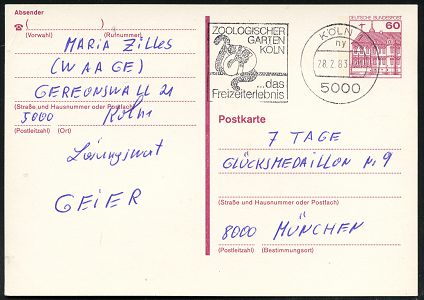 Absender
(Vorwahl) (Rufnummer)
MARIA Zilles
(WAAGE)
GEREONSWALL 21
(Straße und Hausnummer oder Postfach)
5000 Köln
(Postleitzahl) (Ort)
Lösungswort
GEIER
ZOOLOGISCHER
GARTEN
KÖLN
...das
Freizeiterlebnis
KÖLN
ny
28.2.83
5000
DEUTSCHE BUNDESPOST
60
Postkarte
7 TAGE
GLÜCKSMEDAILLON Nr. 9
(Straße und Hausnummer oder Postfach)
8000 MÜNCHEN
(Postleitzahl) (Bestimmungsort)